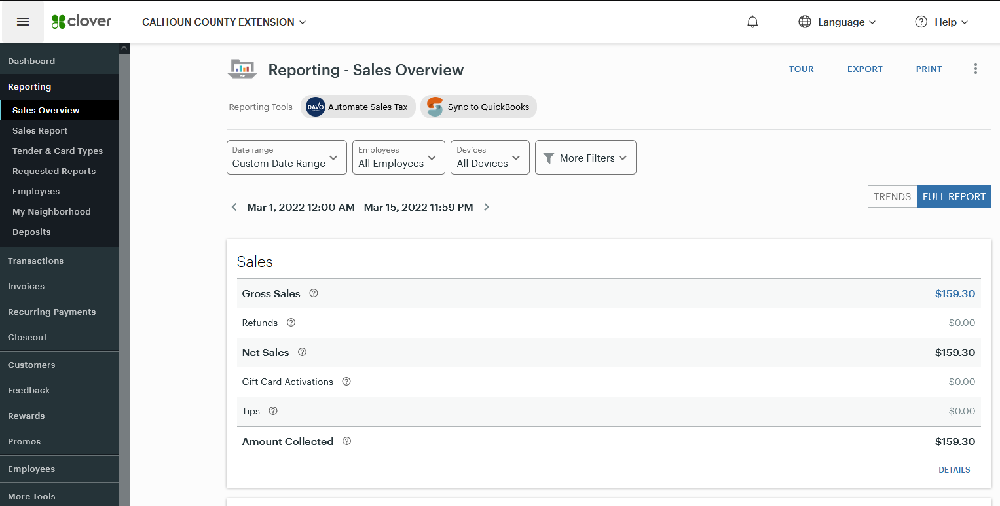 clover
CALHOUN COUNTY EXTENSION
Language
Help
Dashboard
Reporting
Sales Overview
Sales Report
Tender & Card Types
Requested Reports
Employees
My Neighborhood
Deposits
Transactions
Invoices
Recurring Payments
Closeout
Customers
Feedback
Rewards
Promos
Employees
More Tools
Reporting - Sales Overview
TOUR
EXPORT
PRINT
Reporting Tools
DAVO
Automate Sales Tax
Sync to QuickBooks
Date range
Custom Date Range
Employees
All Employees
Devices
All Devices
More Filters
Mar 1, 2022 12:00 AM - Mar 15, 2022 11:59 PM
TRENDS
FULL REPORT
Sales
Gross Sales ? $159.30
Refunds ? $0.00
Net Sales ? $159.30
Gift Card Activations ? $0.00
Tips ? $0.00
Amount Collected ? $159.30
DETAILS